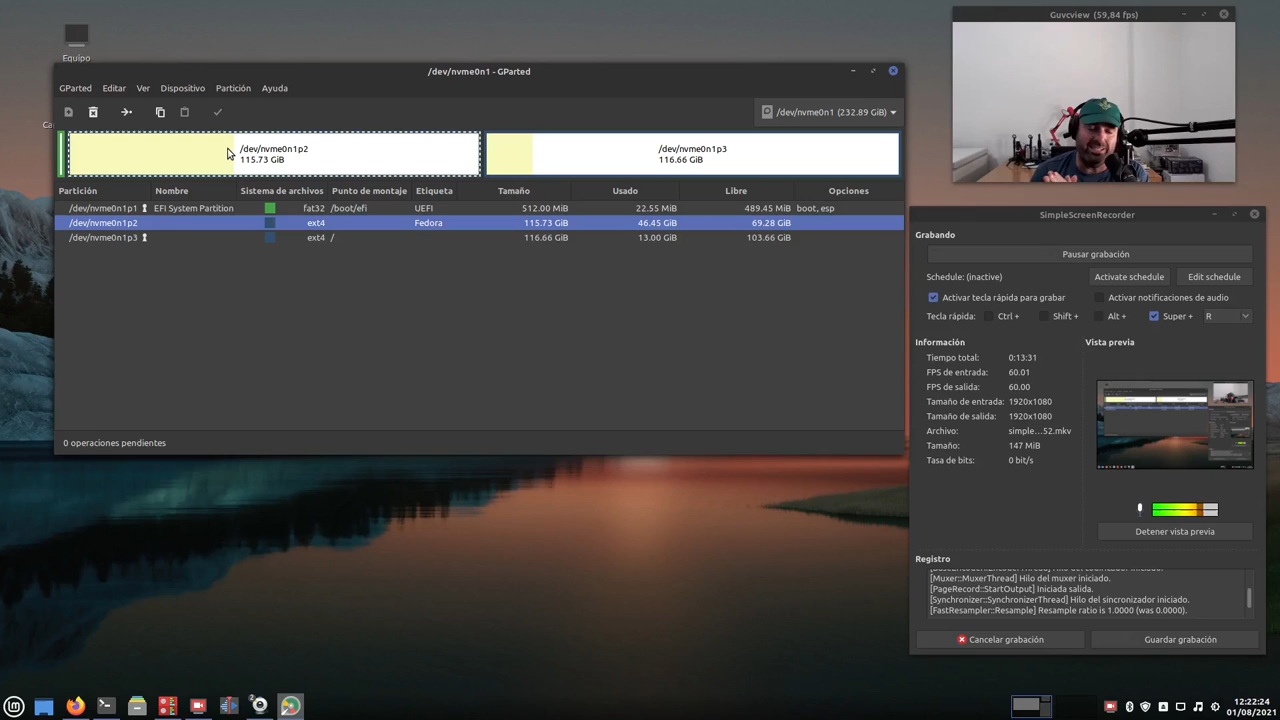 Equipo
Ca
/dev/nvme0n1 - GParted
GParted Editar Ver Dispositivo Partición Ayuda
/dev/nvme0n1 (232.89 GiB)
/dev/nvme0n1p2
115.73 GiB
/dev/nvme0n1p3
116.66 GiB
Partición Nombre Sistema de archivos Punto de montaje Etiqueta Tamaño Usado Libre Opciones
/dev/nvme0n1p1 EFI System Partition fat32 /boot/efi UEFI 512.00 MiB 22.55 MiB 489.45 MiB boot, esp
/dev/nvme0n1p2 ext4 Fedora 115.73 GiB 46.45 GiB 69.28 GiB
/dev/nvme0n1p3 ext4 / 116.66 GiB 13.00 GiB 103.66 GiB
0 operaciones pendientes
Guvcview (59,84 fps)
SimpleScreenRecorder
Grabando
Pausar grabación
Schedule: (inactive) Activate schedule Edit schedule
Activar tecla rápida para grabar Activar notificaciones de audio
Tecla rápida: Ctrl + Shift + Alt + Super + R
Información
Tiempo total: 0:13:31
FPS de entrada: 60.01
FPS de salida: 60.00
Tamaño de entrada: 1920x1080
Tamaño de salida: 1920x1080
Archivo: simple....52.mkv
Tamaño: 147 MiB
Tasa de bits: 0 bit/s
Vista previa
Detener vista previa
Registro
[Muxer::MuxerThread] Hilo del muxer iniciado.
[PageRecord::StartOutput] Iniciada salida.
[Synchronizer::SynchronizerThread] Hilo del sincronizador iniciado.
[FastResampler::Resample] Resample ratio is 1.0000 (was 0.0000).
Cancelar grabación Guardar grabación
12:22:24
01/08/2021